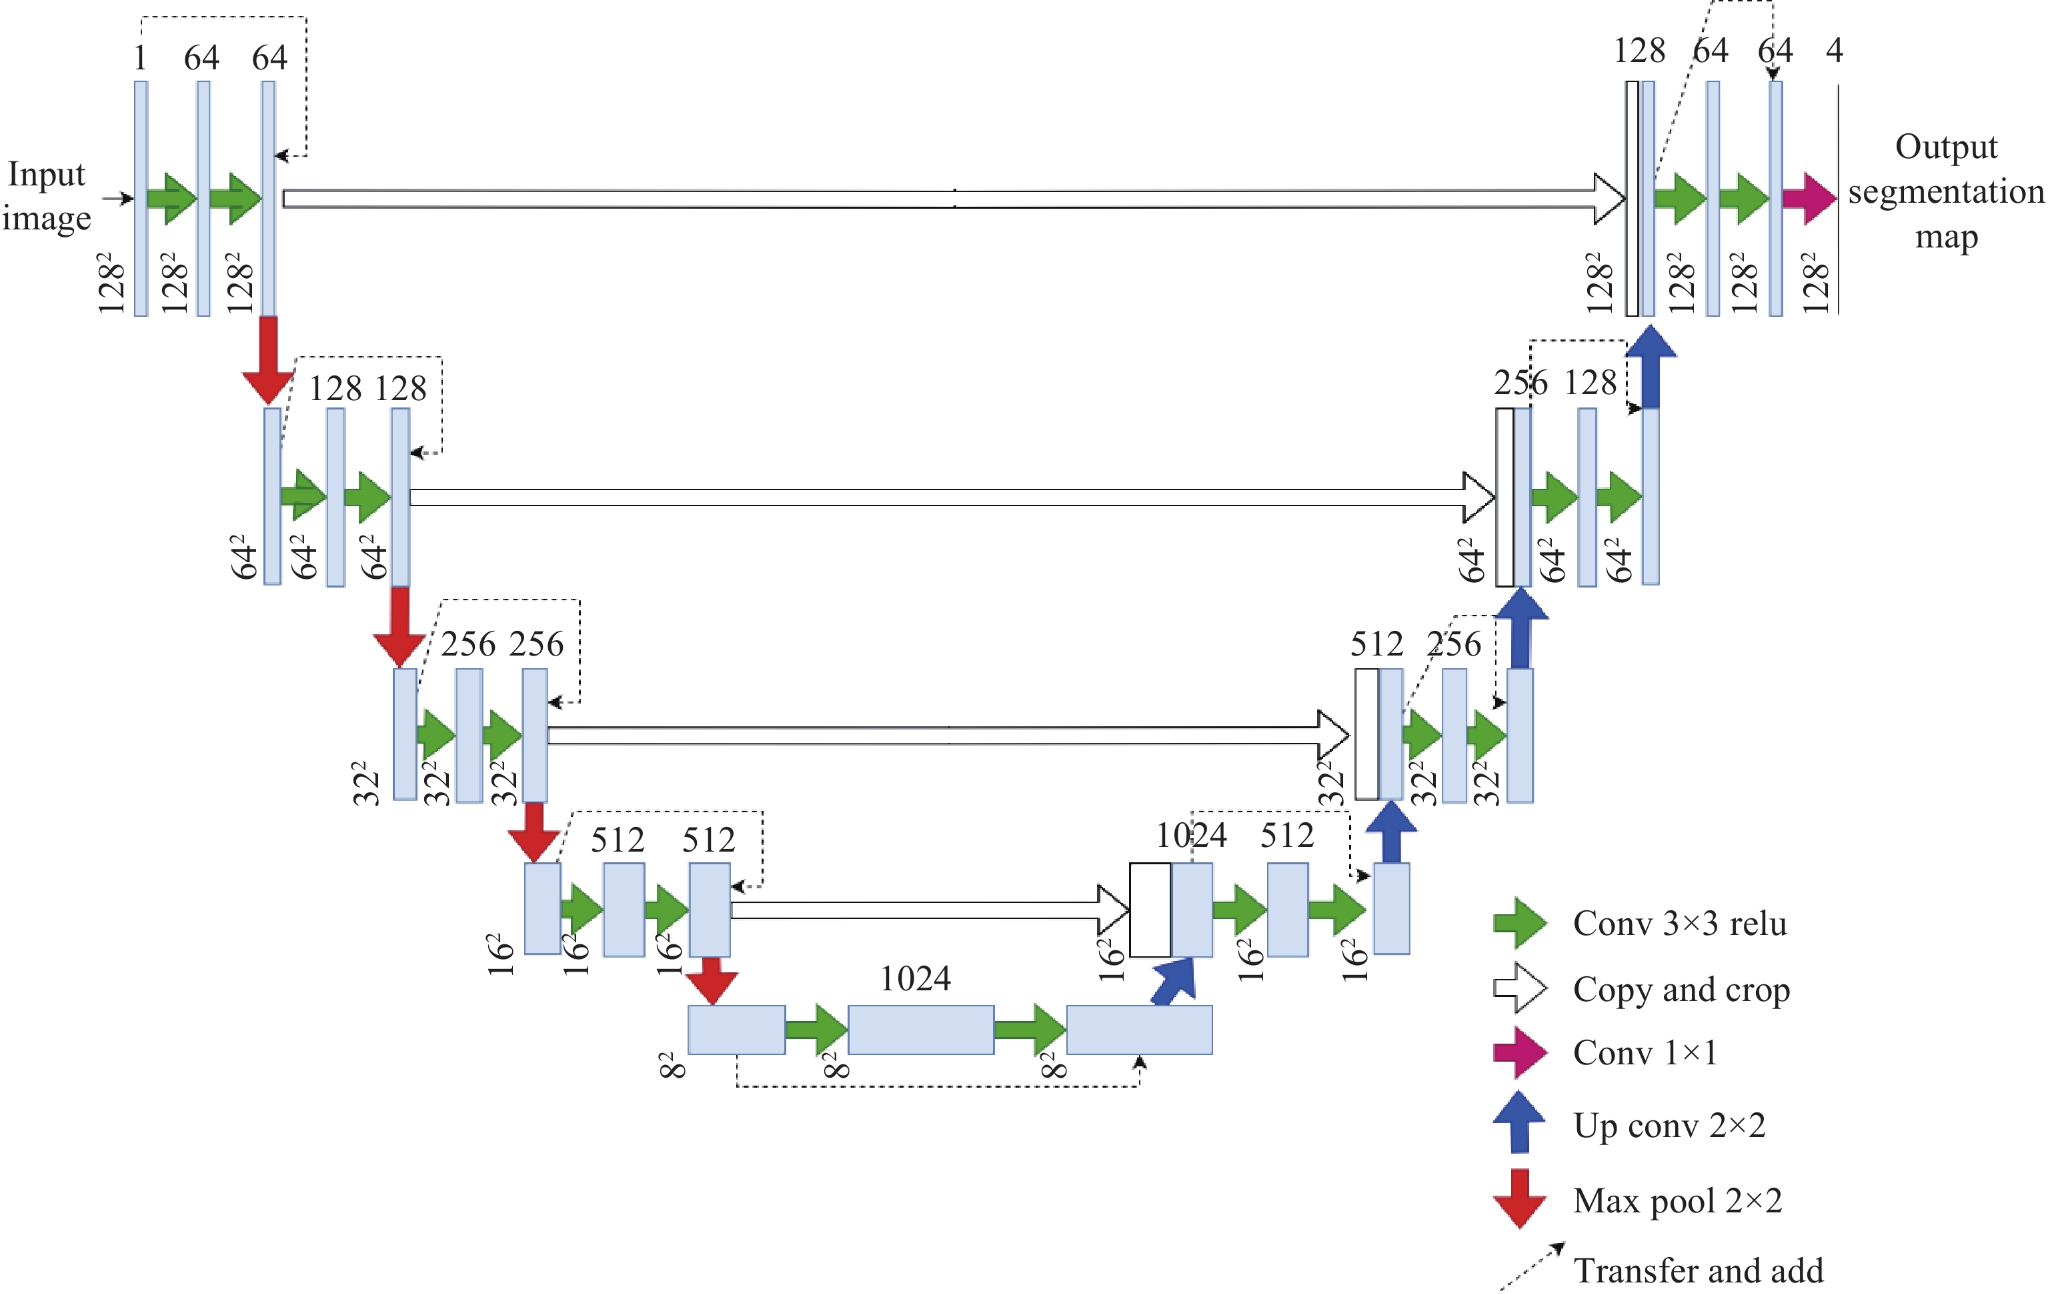 1 64 64
128 64 64 4
Input
image
Output
segmentation
map
128² 128² 128²
128² 128² 128² 128²
128 128
256 128
64² 64² 64²
64² 64² 64²
256 256
512 256
32² 32² 32²
32² 32² 32²
512 512
1024 512
16² 16² 16²
16² 16² 16²
1024
8² 8² 8²
Conv 3×3 relu
Copy and crop
Conv 1×1
Up conv 2×2
Max pool 2×2
Transfer and add